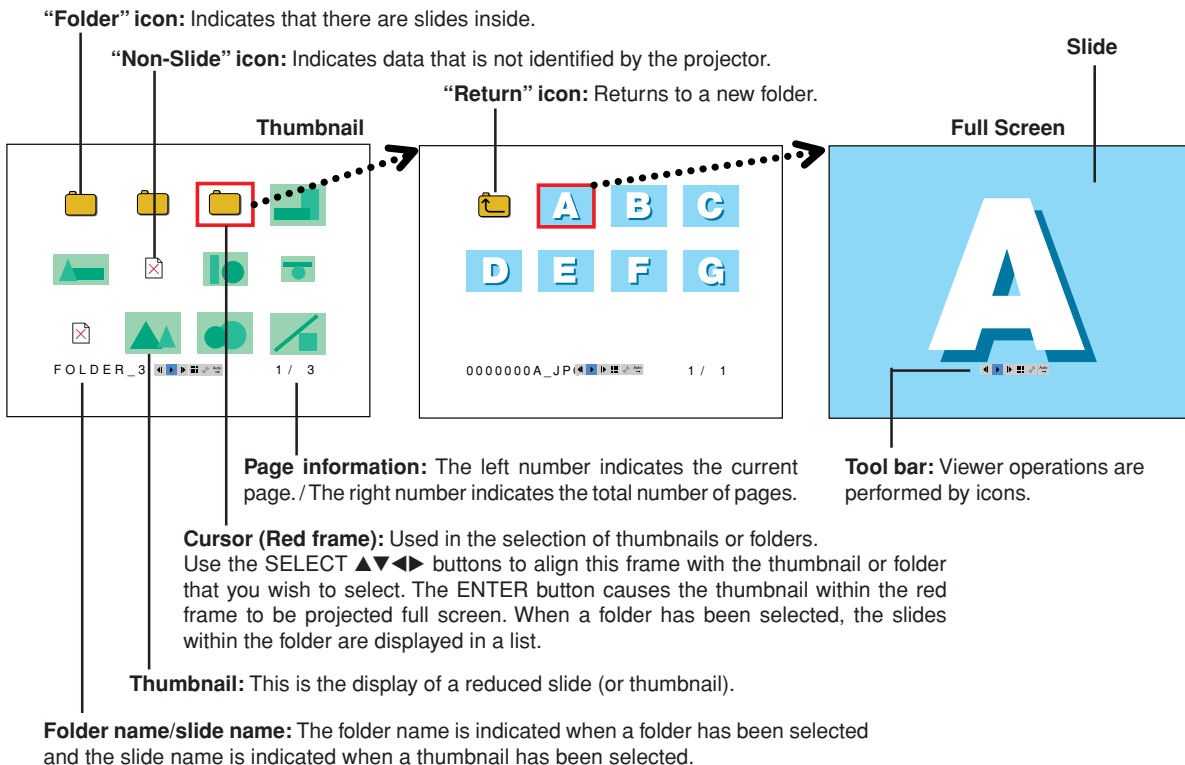 “Folder” icon: Indicates that there are slides inside.
“Non-Slide” icon: Indicates data that is not identified by the projector.
Slide
“Return” icon: Returns to a new folder.
Thumbnail
Full Screen
A B C
D E F G
A
FOLDER_3 Auto 1/ 3
0000000A_JP Auto 1/ 1
Auto
Page information: The left number indicates the current
page. / The right number indicates the total number of pages.
Tool bar: Viewer operations are
performed by icons.
Cursor (Red frame): Used in the selection of thumbnails or folders.
Use the SELECT ▲▼◀▶ buttons to align this frame with the thumbnail or folder
that you wish to select. The ENTER button causes the thumbnail within the red
frame to be projected full screen. When a folder has been selected, the slides
within the folder are displayed in a list.
Thumbnail: This is the display of a reduced slide (or thumbnail).
Folder name/slide name: The folder name is indicated when a folder has been selected
and the slide name is indicated when a thumbnail has been selected.